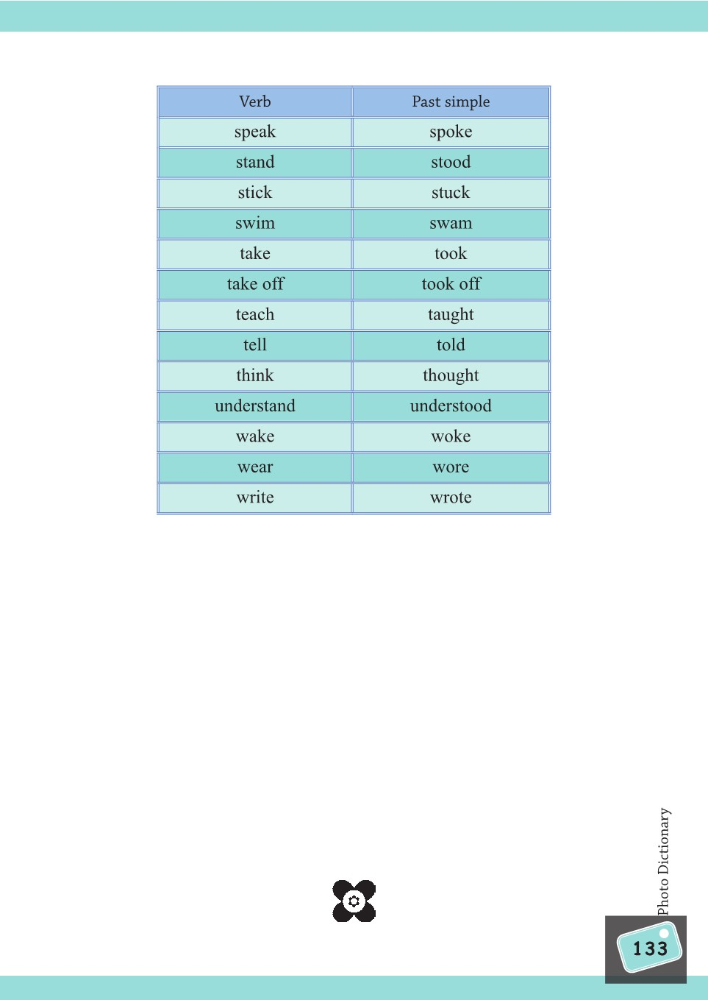 Verb Past simple
speak spoke
stand stood
stick stuck
swim swam
take took
take off took off
teach taught
tell told
think thought
understand understood
wake woke
wear wore
write wrote
Photo Dictionary
133